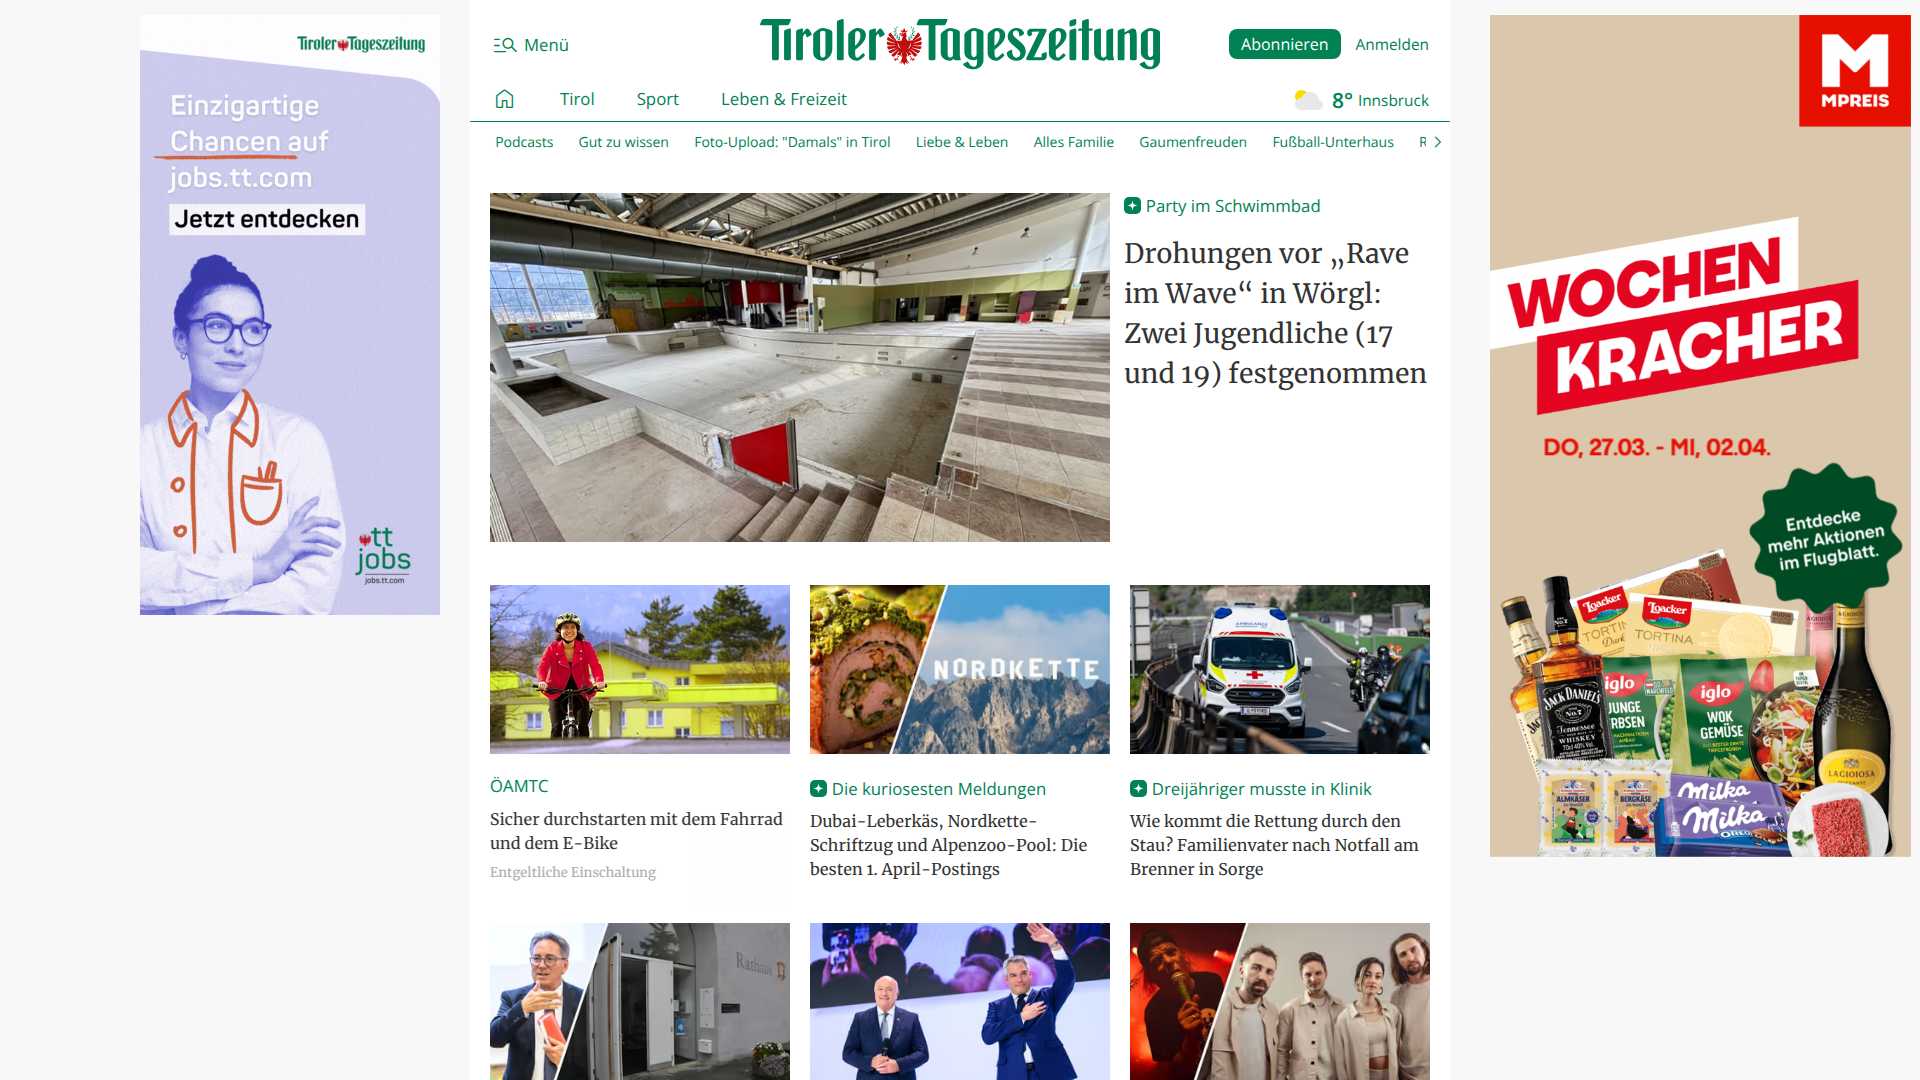 Tiroler Tageszeitung
Einzigartige
Chancen auf
jobs.tt.com
Jetzt entdecken
tt
jobs
jobs.tt.com
Menü
Tiroler Tageszeitung
Abonnieren
Anmelden
Tirol
Sport
Leben & Freizeit
8° Innsbruck
Podcasts
Gut zu wissen
Foto-Upload: "Damals" in Tirol
Liebe & Leben
Alles Familie
Gaumenfreuden
Fußball-Unterhaus
Party im Schwimmbad
Drohungen vor „Rave
im Wave“ in Wörgl:
Zwei Jugendliche (17
und 19) festgenommen
NORDKETTE
AMBULANCE
ÖAMTC
Sicher durchstarten mit dem Fahrrad
und dem E-Bike
Entgeltliche Einschaltung
Die kuriosesten Meldungen
Dubai-Leberkäs, Nordkette-
Schriftzug und Alpenzoo-Pool: Die
besten 1. April-Postings
Dreijähriger musste in Klinik
Wie kommt die Rettung durch den
Stau? Familienvater nach Notfall am
Brenner in Sorge
Rathaus
M
MPREIS
WOCHEN
KRACHER
DO, 27.03. - MI, 02.04.
Entdecke
mehr Aktionen
im Flugblatt.
Loacker
TORTIN
Dark
Loacker
TORTINA
iglo
JUNGE
RBSEN
iglo
WOK
GEMÜSE
JACK DANIEL'S
Tennessee
WHISKEY
LA GIOIOSA
ALMKÄSE
BERGKÄSE
Milka
Milka
OREO